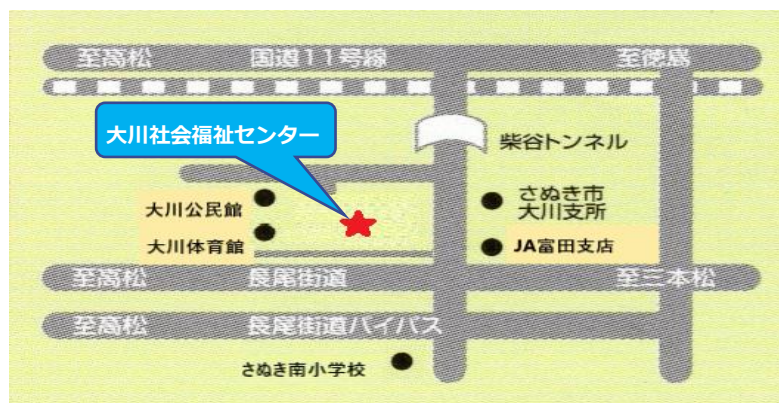 至高松 国道11号線 至徳島
大川社会福祉センター
柴谷トンネル
大川公民館
さぬき市
大川支所
大川体育館
JA富田支店
至高松 長尾街道 至三本松
至高松 長尾街道バイパス
さぬき南小学校